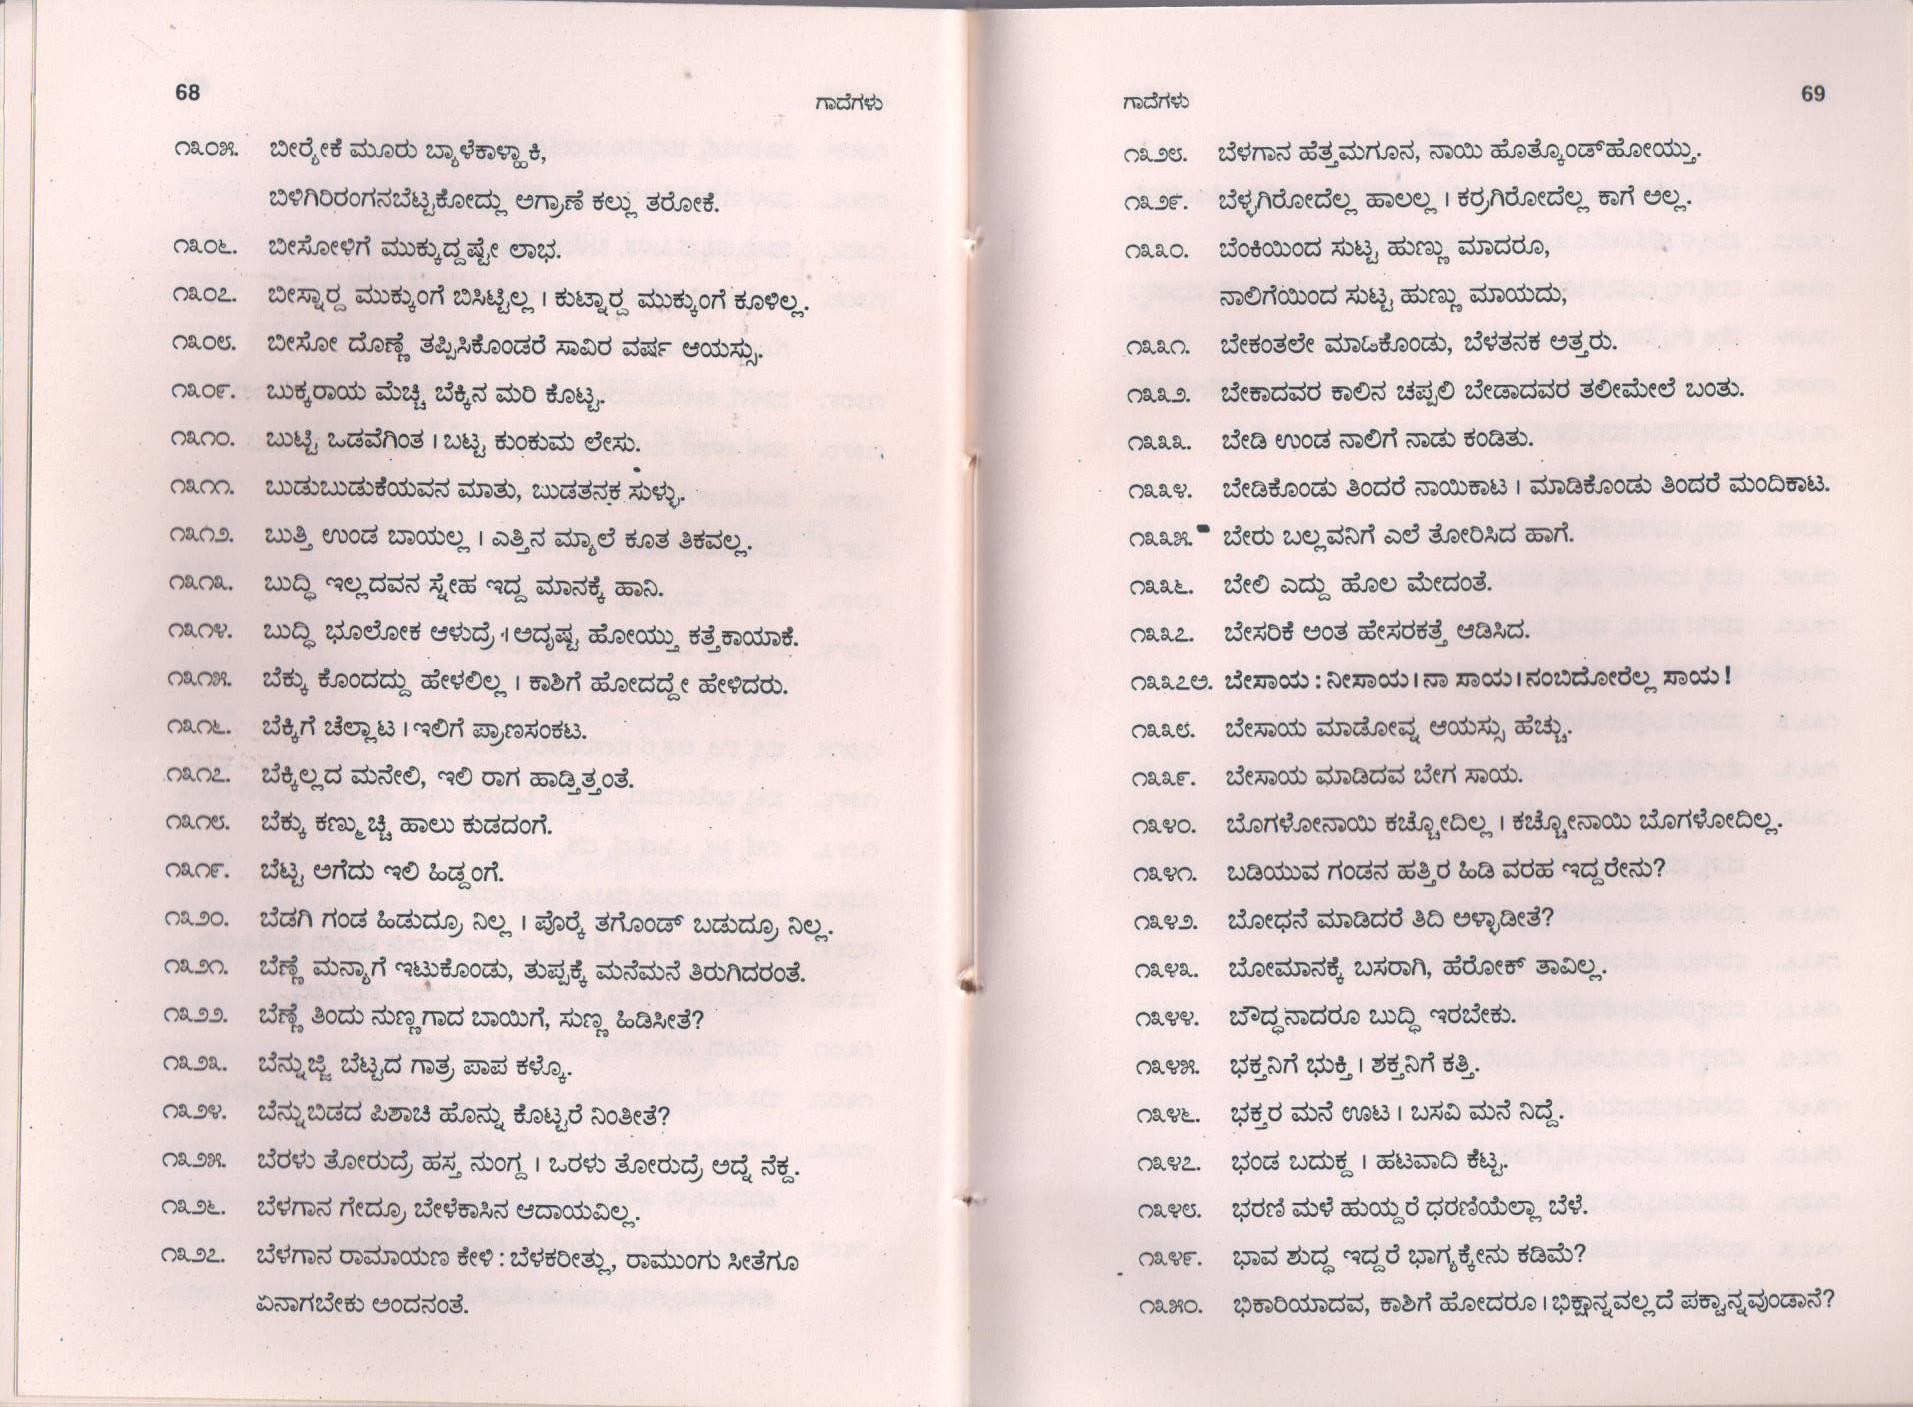 68
ಗಾದೆಗಳು
೧೩೦೫. ಬೀರ್‍ಯೇಕೆ ಮೂರು ಬ್ಯಾಳೆಕಾಳ್ಹಾಕಿ,
ಬಿಳಿಗಿರಿರಂಗನಬೆಟ್ಟಕೋದ್ಲು ಅಗ್ರಾಣೆ ಕಲ್ಲು ತರೋಕೆ.
೧೩೦೬. ಬೀಸೋಳಿಗೆ ಮುಕ್ಕುದ್ದಷ್ಟೇ ಲಾಭ.
೧೩೦೭. ಬೀಸ್ನಾರ್‍ದ ಮುಕ್ಕುಂಗೆ ಬಿಸಿಟ್ಟಿಲ್ಲ । ಕುಟ್ನಾರ್‍ದ ಮುಕ್ಕುಂಗೆ ಕೂಳಿಲ್ಲ.
೧೩೦೮. ಬೀಸೋ ದೊಣ್ಣೆ ತಪ್ಪಿಸಿಕೊಂಡರೆ ಸಾವಿರ ವರ್ಷ ಆಯಸ್ಸು.
೧೩೦೯. ಬುಕ್ಕರಾಯ ಮೆಚ್ಚಿ ಬೆಕ್ಕಿನ ಮರಿ ಕೊಟ್ಟ.
೧೩೧೦. ಬುಟ್ಟಿ ಒಡವೆಗಿಂತ । ಬಟ್ಟ ಕುಂಕುಮ ಲೇಸು.
೧೩೧೧. ಬುಡುಬುಡುಕೆಯವನ ಮಾತು, ಬುಡತನಕ ಸುಳ್ಳು.
೧೩೧೨. ಬುತ್ತಿ ಉಂಡ ಬಾಯಲ್ಲ । ಎತ್ತಿನ ಮ್ಯಾಲೆ ಕೂತ ತಿಕವಲ್ಲ.
೧೩೧೩. ಬುದ್ಧಿ ಇಲ್ಲದವನ ಸ್ನೇಹ ಇದ್ದ ಮಾನಕ್ಕೆ ಹಾನಿ.
೧೩೧೪. ಬುದ್ಧಿ ಭೂಲೋಕ ಆಳುದ್ರೆ । ಅದೃಷ್ಟ ಹೋಯ್ತು ಕತ್ತೆಕಾಯಾಕೆ.
೧೩೧೫. ಬೆಕ್ಕು ಕೊಂದದ್ದು ಹೇಳಲಿಲ್ಲ । ಕಾಶಿಗೆ ಹೋದದ್ದೇ ಹೇಳಿದರು.
೧೩೧೬. ಬೆಕ್ಕಿಗೆ ಚೆಲ್ಲಾಟ । ಇಲಿಗೆ ಪ್ರಾಣಸಂಕಟ.
೧೩೧೭. ಬೆಕ್ಕಿಲ್ಲದ ಮನೇಲಿ, ಇಲಿ ರಾಗ ಹಾಡ್ತಿತ್ತಂತೆ.
೧೩೧೮. ಬೆಕ್ಕು ಕಣ್ಮುಚ್ಚಿ ಹಾಲು ಕುಡದಂಗೆ.
೧೩೧೯. ಬೆಟ್ಟ ಅಗೆದು ಇಲಿ ಹಿಡ್ದಂಗೆ.
೧೩೨೦. ಬೆಡಗಿ ಗಂಡ ಹಿಡುದ್ರೂ ನಿಲ್ಲ । ಪೊರ್‍ಕೆ ತಗೊಂಡ್ ಬಡುದ್ರೂ ನಿಲ್ಲ.
೧೩೨೧. ಬೆಣ್ಣೆ ಮನ್ಯಾಗೆ ಇಟುಕೊಂಡು, ತುಪ್ಪಕ್ಕೆ ಮನೆಮನೆ ತಿರುಗಿದರಂತೆ.
೧೩೨೨. ಬೆಣ್ಣೆ ತಿಂದು ನುಣ್ಣಗಾದ ಬಾಯಿಗೆ, ಸುಣ್ಣ ಹಿಡಿಸೀತೆ?
೧೩೨೩. ಬೆನ್ನುಜ್ಜಿ ಬೆಟ್ಟದ ಗಾತ್ರ ಪಾಪ ಕಳ್ಕೊ.
೧೩೨೪. ಬೆನ್ನುಬಿಡದ ಪಿಶಾಚಿ ಹೊನ್ನು ಕೊಟ್ಟರೆ ನಿಂತೀತೆ?
೧೩೨೫. ಬೆರಳು ತೋರುದ್ರೆ ಹಸ್ತ ನುಂಗ್ದ । ಒರಳು ತೋರುದ್ರೆ ಅದ್ನೆ ನೆಕ್ದ.
೧೩೨೬. ಬೆಳಗಾನ ಗೇದ್ರೂ ಬೇಳೆಕಾಸಿನ ಆದಾಯವಿಲ್ಲ.
೧೩೨೭. ಬೆಳಗಾನ ರಾಮಾಯಣ ಕೇಳಿ : ಬೆಳಕರೀತ್ಲು, ರಾಮುಂಗು ಸೀತೆಗೂ
ಏನಾಗಬೇಕು ಅಂದನಂತೆ.
ಗಾದೆಗಳು
69
೧೩೨೮. ಬೆಳಗಾನ ಹೆತ್ತಮಗೂನ, ನಾಯಿ ಹೊತ್ಕೊಂಡ್‌ಹೋಯ್ತು.
೧೩೨೯. ಬೆಳ್ಳಗಿರೋದೆಲ್ಲ ಹಾಲಲ್ಲ । ಕರ್‍ರಗಿರೋದೆಲ್ಲ ಕಾಗೆ ಅಲ್ಲ.
೧೩೩೦. ಬೆಂಕಿಯಿಂದ ಸುಟ್ಟ ಹುಣ್ಣು ಮಾದರೂ,
ನಾಲಿಗೆಯಿಂದ ಸುಟ್ಟ ಹುಣ್ಣು ಮಾಯದು,
೧೩೩೧. ಬೇಕಂತಲೇ ಮಾಡಿಕೊಂಡು, ಬೆಳತನಕ ಅತ್ತರು.
೧೩೩೨. ಬೇಕಾದವರ ಕಾಲಿನ ಚಪ್ಪಲಿ ಬೇಡಾದವರ ತಲೀಮೇಲೆ ಬಂತು.
೧೩೩೩. ಬೇಡಿ ಉಂಡ ನಾಲಿಗೆ ನಾಡು ಕಂಡಿತು.
೧೩೩೪. ಬೇಡಿಕೊಂಡು ತಿಂದರೆ ನಾಯಿಕಾಟ । ಮಾಡಿಕೊಂಡು ತಿಂದರೆ ಮಂದಿಕಾಟ.
೧೩೩೫. ಬೇರು ಬಲ್ಲವನಿಗೆ ಎಲೆ ತೋರಿಸಿದ ಹಾಗೆ.
೧೩೩೬. ಬೇಲಿ ಎದ್ದು ಹೊಲ ಮೇದಂತೆ.
೧೩೩೭. ಬೇಸರಿಕೆ ಅಂತ ಹೇಸರಕತ್ತೆ ಆಡಿಸಿದ.
೧೩೩೭ಅ. ಬೇಸಾಯ : ನೀಸಾಯ । ನಾ ಸಾಯ । ನಂಬಿದೋರೆಲ್ಲ ಸಾಯ !
೧೩೩೮. ಬೇಸಾಯ ಮಾಡೋವ್ನ ಆಯಸ್ಸು ಹೆಚ್ಚು.
೧೩೩೯. ಬೇಸಾಯ ಮಾಡಿದವ ಬೇಗ ಸಾಯ.
೧೩೪೦. ಬೊಗಳೋನಾಯಿ ಕಚ್ಚೋದಿಲ್ಲ । ಕಚ್ಚೋನಾಯಿ ಬೊಗಳೋದಿಲ್ಲ.
೧೩೪೧. ಬಡಿಯುವ ಗಂಡನ ಹತ್ತಿರ ಹಿಡಿ ವರಹ ಇದ್ದರೇನು?
೧೩೪೨. ಬೋಧನೆ ಮಾಡಿದರೆ ತಿದಿ ಅಳ್ಳಾಡೀತೆ?
೧೩೪೩. ಬೋಮಾನಕ್ಕೆ ಬಸರಾಗಿ, ಹೆರೋಕ್ ತಾವಿಲ್ಲ.
೧೩೪೪. ಬೌದ್ಧನಾದರೂ ಬುದ್ಧಿ ಇರಬೇಕು.
೧೩೪೫. ಭಕ್ತನಿಗೆ ಭುಕ್ತಿ । ಶಕ್ತನಿಗೆ ಕತ್ತಿ.
೧೩೪೬. ಭಕ್ತರ ಮನೆ ಊಟ । ಬಸವಿ ಮನೆ ನಿದ್ದೆ.
೧೩೪೭. ಭಂಡ ಬದುಕ್ದ । ಹಟವಾದಿ ಕೆಟ್ಟ.
೧೩೪೮. ಭರಣಿ ಮಳೆ ಹುಯ್ದರೆ ಧರಣಿಯೆಲ್ಲಾ ಬೆಳೆ.
೧೩೪೯. ಭಾವ ಶುದ್ಧ ಇದ್ದರೆ ಭಾಗ್ಯಕ್ಕೇನು ಕಡಿಮೆ?
೧೩೫೦. ಭಿಕಾರಿಯಾದವ, ಕಾಶಿಗೆ ಹೋದರೂ । ಭಿಕ್ಷಾನ್ನವಲ್ಲದೆ ಪಕ್ವಾನ್ನವುಂಡಾನೆ?